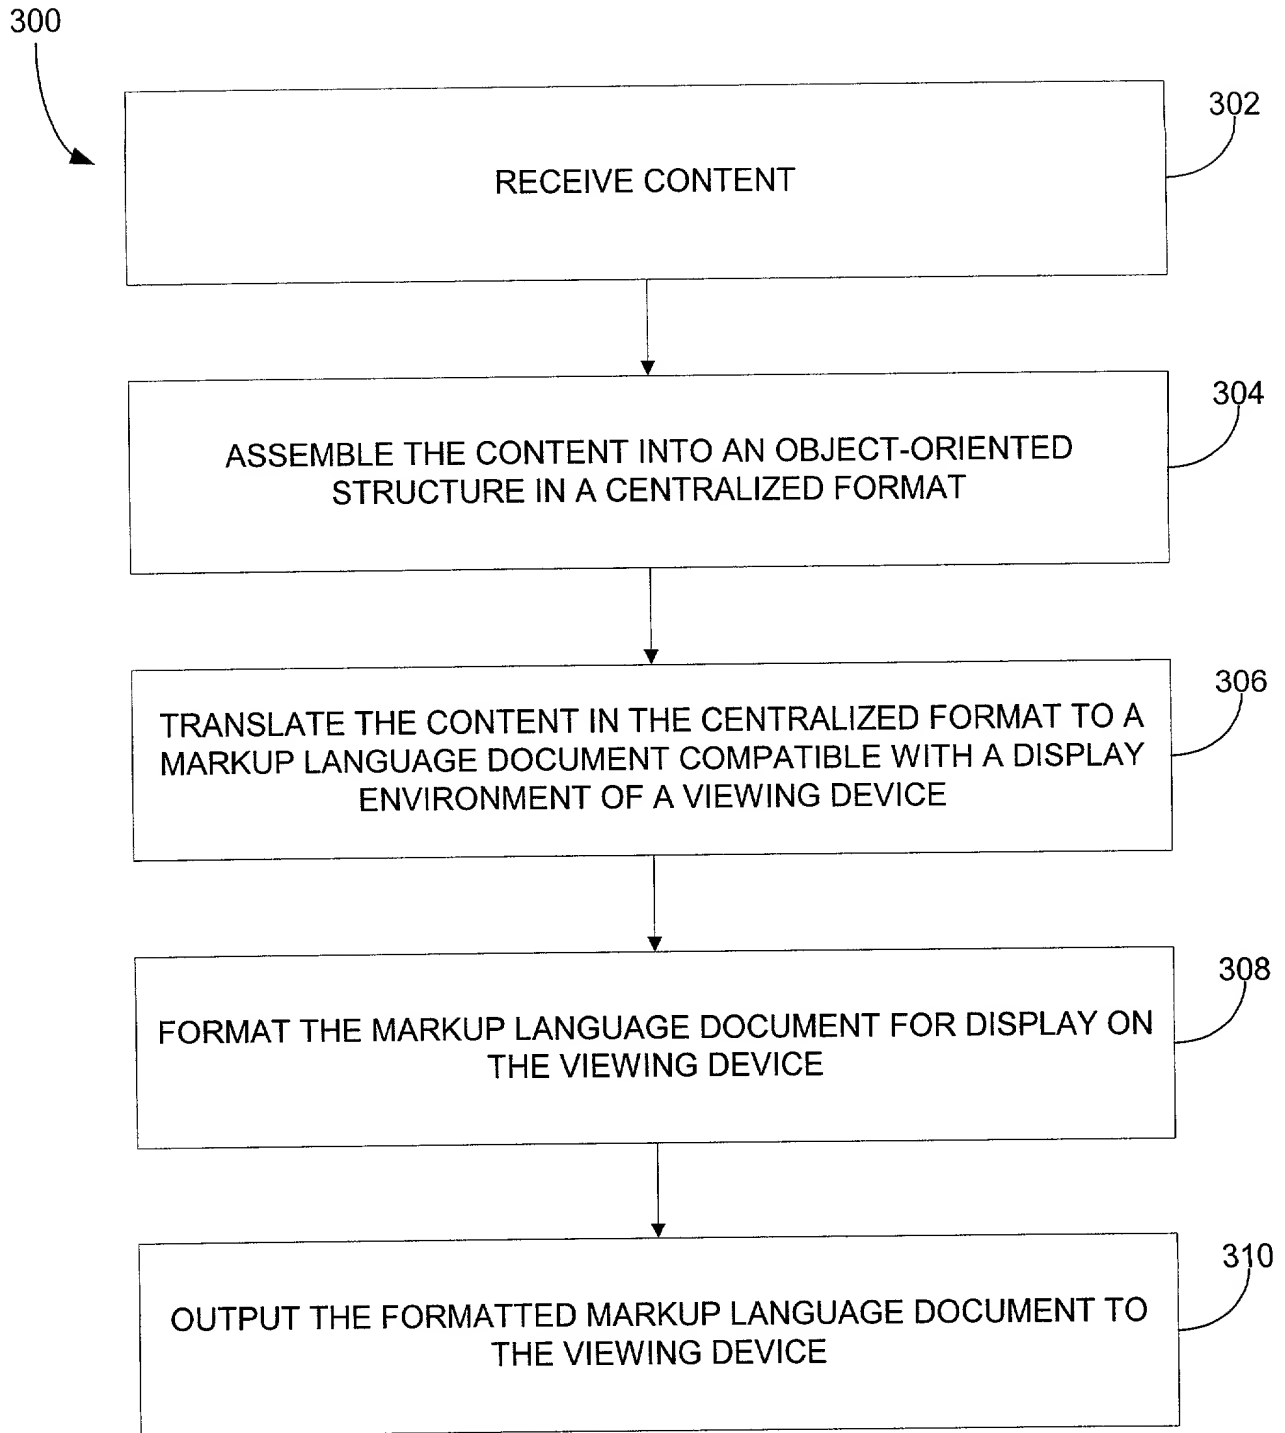 300
302
RECEIVE CONTENT
304
ASSEMBLE THE CONTENT INTO AN OBJECT-ORIENTED
STRUCTURE IN A CENTRALIZED FORMAT
306
TRANSLATE THE CONTENT IN THE CENTRALIZED FORMAT TO A
MARKUP LANGUAGE DOCUMENT COMPATIBLE WITH A DISPLAY
ENVIRONMENT OF A VIEWING DEVICE
308
FORMAT THE MARKUP LANGUAGE DOCUMENT FOR DISPLAY ON
THE VIEWING DEVICE
310
OUTPUT THE FORMATTED MARKUP LANGUAGE DOCUMENT TO
THE VIEWING DEVICE